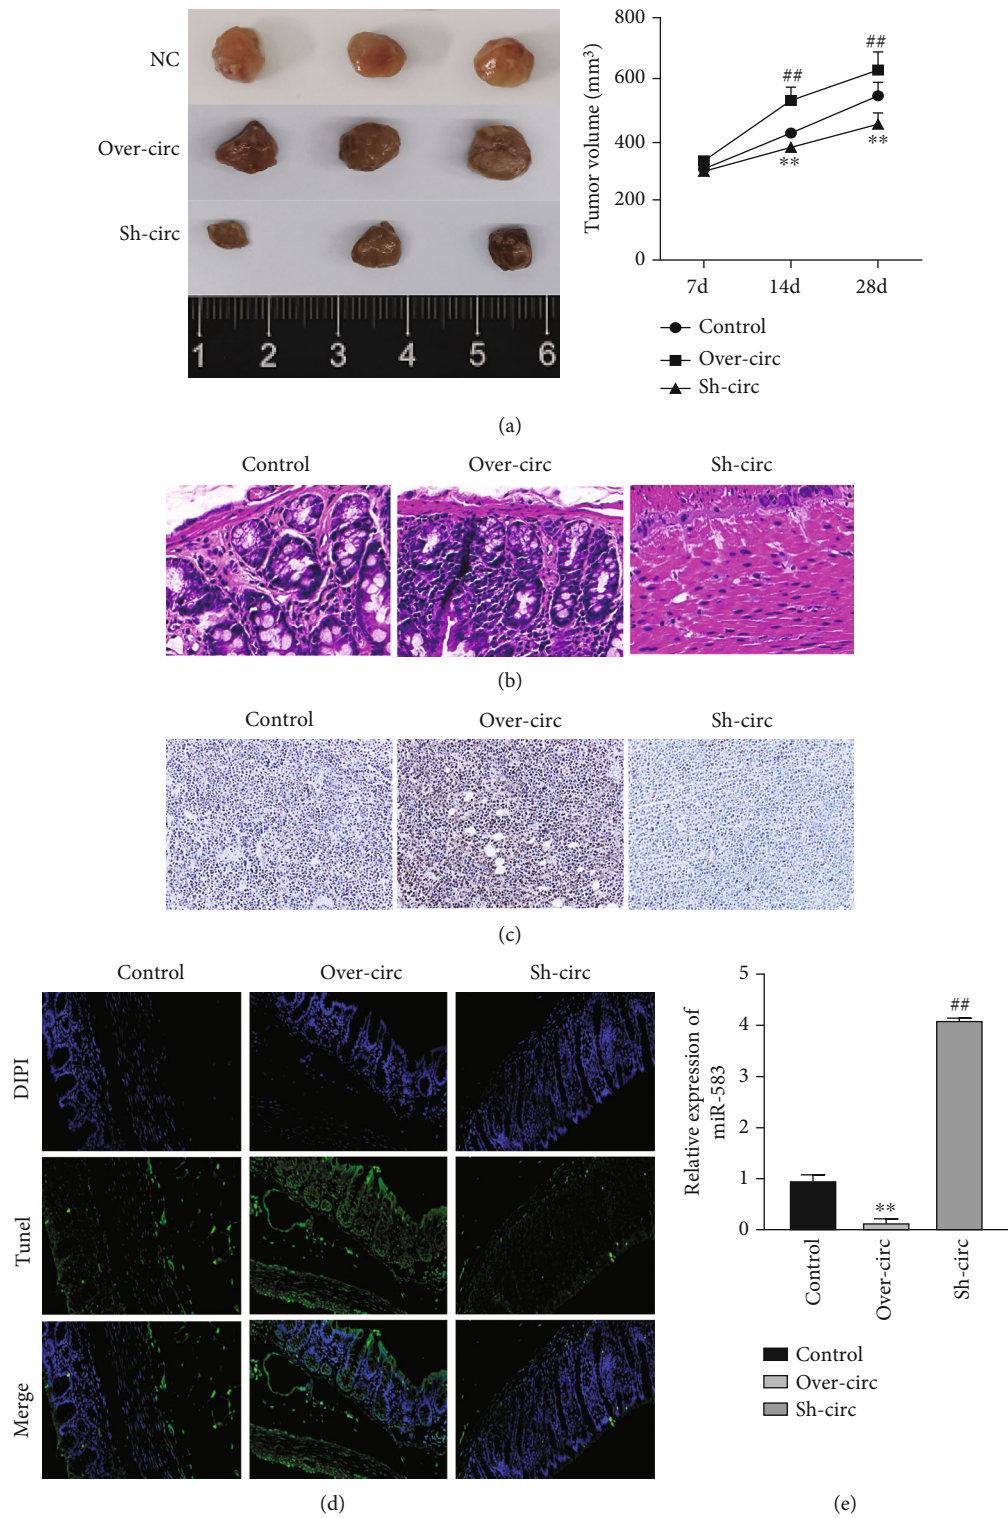 NC
Over-circ
Sh-circ
1 2 3 4 5 6
Tumor volume (mm³)
800
600
400
300
0
##
##
**
**
7d 14d 28d
Control
Over-circ
Sh-circ
(a)
Control Over-circ Sh-circ
(b)
Control Over-circ Sh-circ
(c)
Control Over-circ Sh-circ
DIPI
Tunel
Merge
(d)
Relative expression of
miR-583
5
4
3
2
1
0
**
##
Control
Over-circ
Sh-circ
Control
Over-circ
Sh-circ
(e)